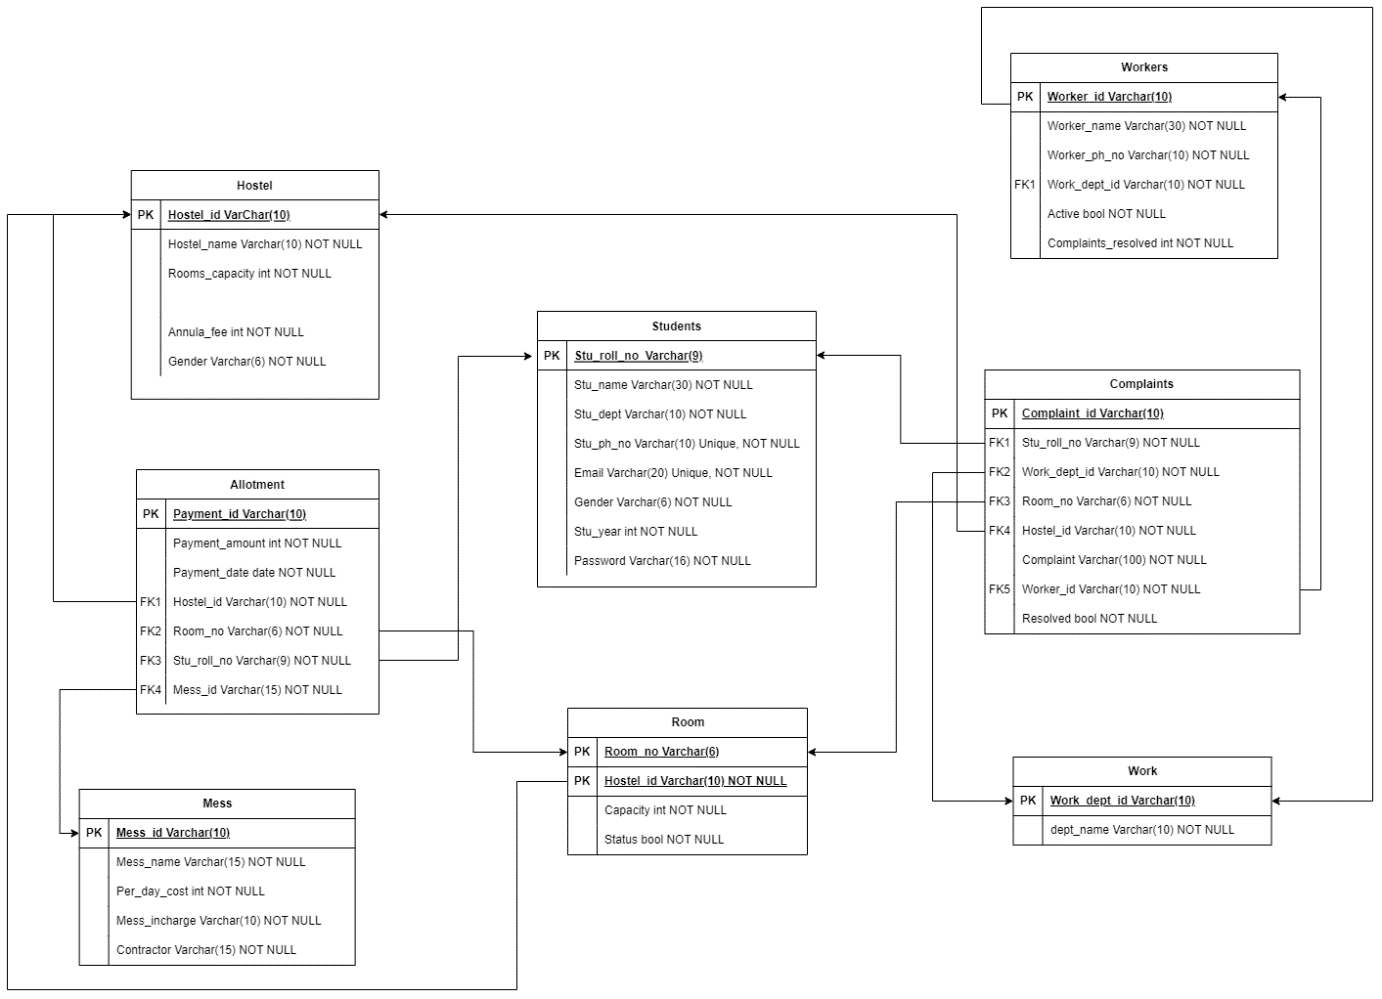 Workers
PK Worker_id Varchar(10)
Worker_name Varchar(30) NOT NULL
Worker_ph_no Varchar(10) NOT NULL
FK1 Work_dept_id Varchar(10) NOT NULL
Active bool NOT NULL
Complaints_resolved int NOT NULL
Hostel
PK Hostel_id VarChar(10)
Hostel_name Varchar(10) NOT NULL
Rooms_capacity int NOT NULL
Annula_fee int NOT NULL
Gender Varchar(6) NOT NULL
Students
PK Stu_roll_no Varchar(9)
Stu_name Varchar(30) NOT NULL
Stu_dept Varchar(10) NOT NULL
Stu_ph_no Varchar(10) Unique, NOT NULL
Email Varchar(20) Unique, NOT NULL
Gender Varchar(6) NOT NULL
Stu_year int NOT NULL
Password Varchar(16) NOT NULL
Complaints
PK Complaint_id Varchar(10)
FK1 Stu_roll_no Varchar(9) NOT NULL
FK2 Work_dept_id Varchar(10) NOT NULL
FK3 Room_no Varchar(6) NOT NULL
FK4 Hostel_id Varchar(10) NOT NULL
Complaint Varchar(100) NOT NULL
FK5 Worker_id Varchar(10) NOT NULL
Resolved bool NOT NULL
Allotment
PK Payment_id Varchar(10)
Payment_amount int NOT NULL
Payment_date date NOT NULL
FK1 Hostel_id Varchar(10) NOT NULL
FK2 Room_no Varchar(6) NOT NULL
FK3 Stu_roll_no Varchar(9) NOT NULL
FK4 Mess_id Varchar(15) NOT NULL
Room
PK Room_no Varchar(6)
PK Hostel_id Varchar(10) NOT NULL
Capacity int NOT NULL
Status bool NOT NULL
Work
PK Work_dept_id Varchar(10)
dept_name Varchar(10) NOT NULL
Mess
PK Mess_id Varchar(10)
Mess_name Varchar(15) NOT NULL
Per_day_cost int NOT NULL
Mess_incharge Varchar(10) NOT NULL
Contractor Varchar(15) NOT NULL